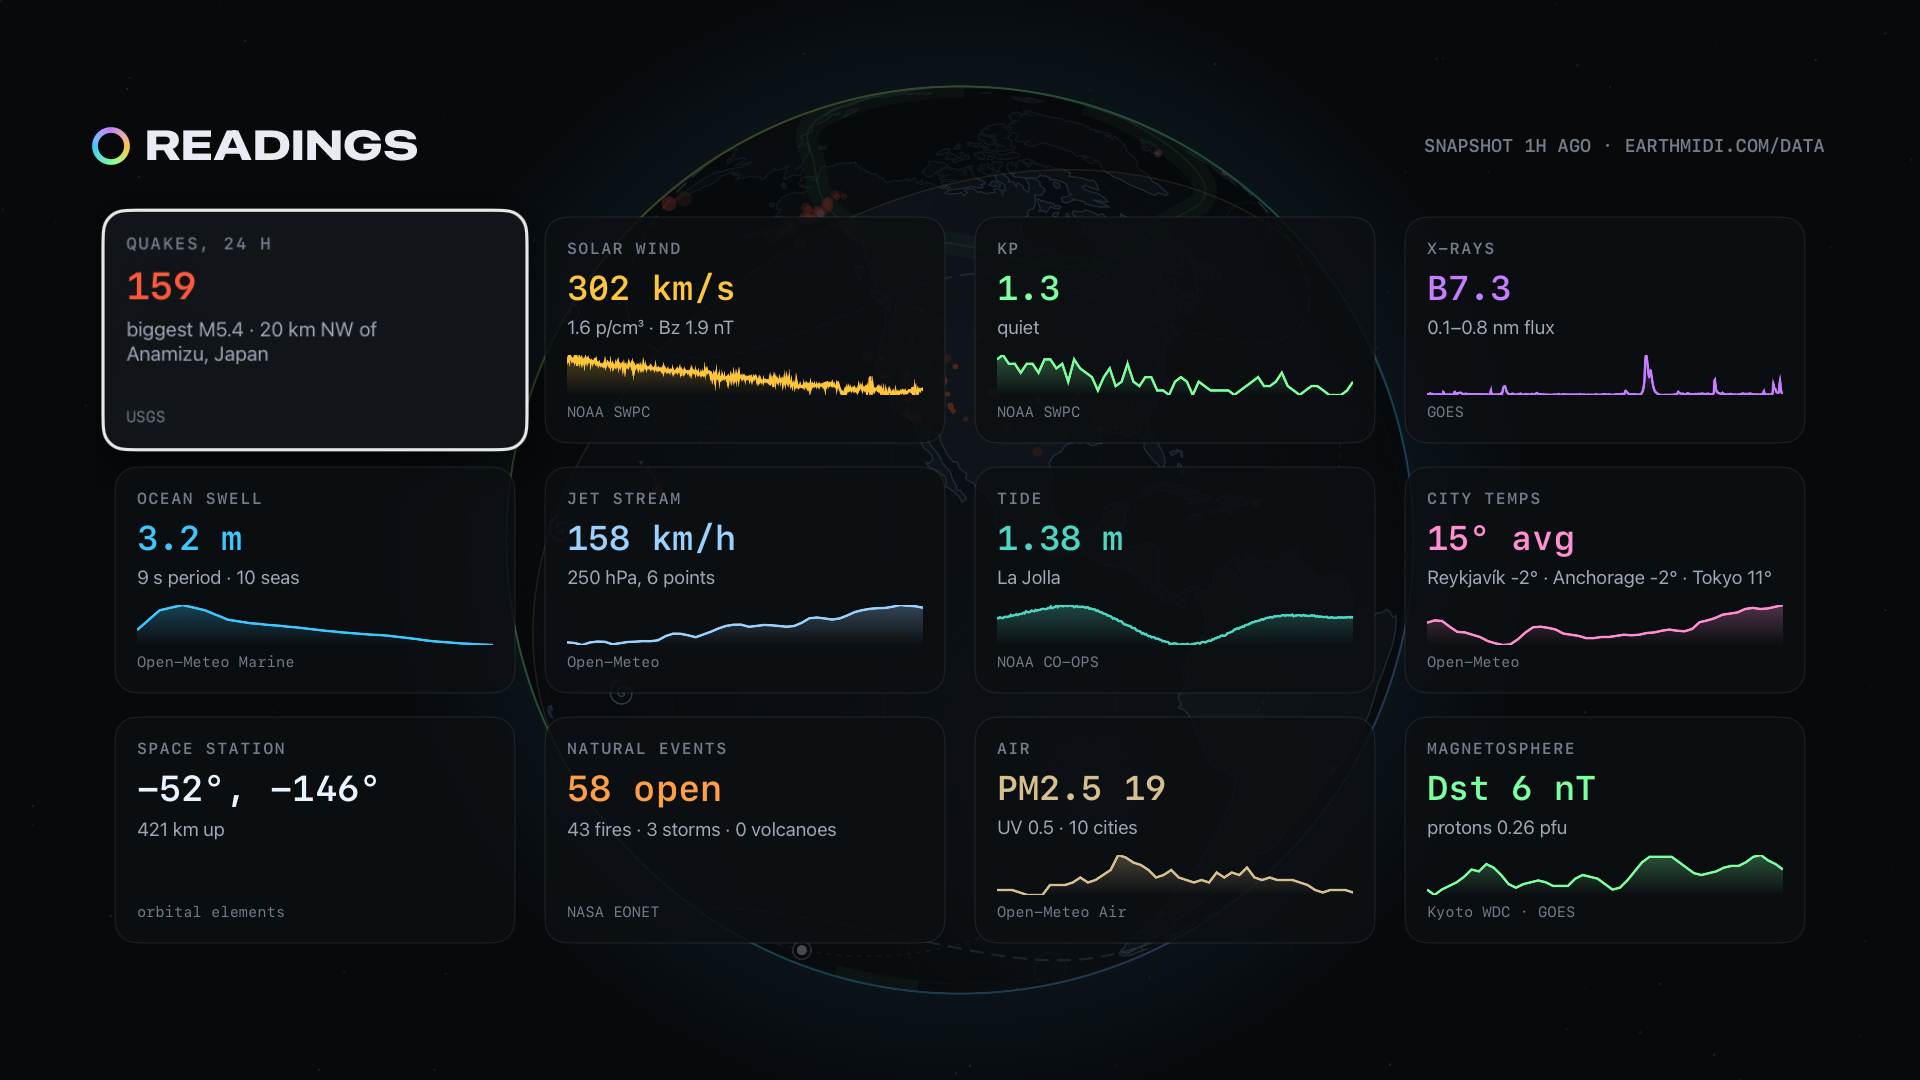 READINGS
SNAPSHOT 1H AGO · EARTHMIDI.COM/DATA
QUAKES, 24 H
159
biggest M5.4 · 20 km NW of
Anamizu, Japan
USGS
SOLAR WIND
302 km/s
1.6 p/cm³ · Bz 1.9 nT
NOAA SWPC
KP
1.3
quiet
NOAA SWPC
X-RAYS
B7.3
0.1–0.8 nm flux
GOES
OCEAN SWELL
3.2 m
9 s period · 10 seas
Open-Meteo Marine
JET STREAM
158 km/h
250 hPa, 6 points
Open-Meteo
TIDE
1.38 m
La Jolla
NOAA CO-OPS
CITY TEMPS
15° avg
Reykjavík -2° · Anchorage -2° · Tokyo 11°
Open-Meteo
SPACE STATION
−52°, −146°
421 km up
orbital elements
NATURAL EVENTS
58 open
43 fires · 3 storms · 0 volcanoes
NASA EONET
AIR
PM2.5 19
UV 0.5 · 10 cities
Open-Meteo Air
MAGNETOSPHERE
Dst 6 nT
protons 0.26 pfu
Kyoto WDC · GOES